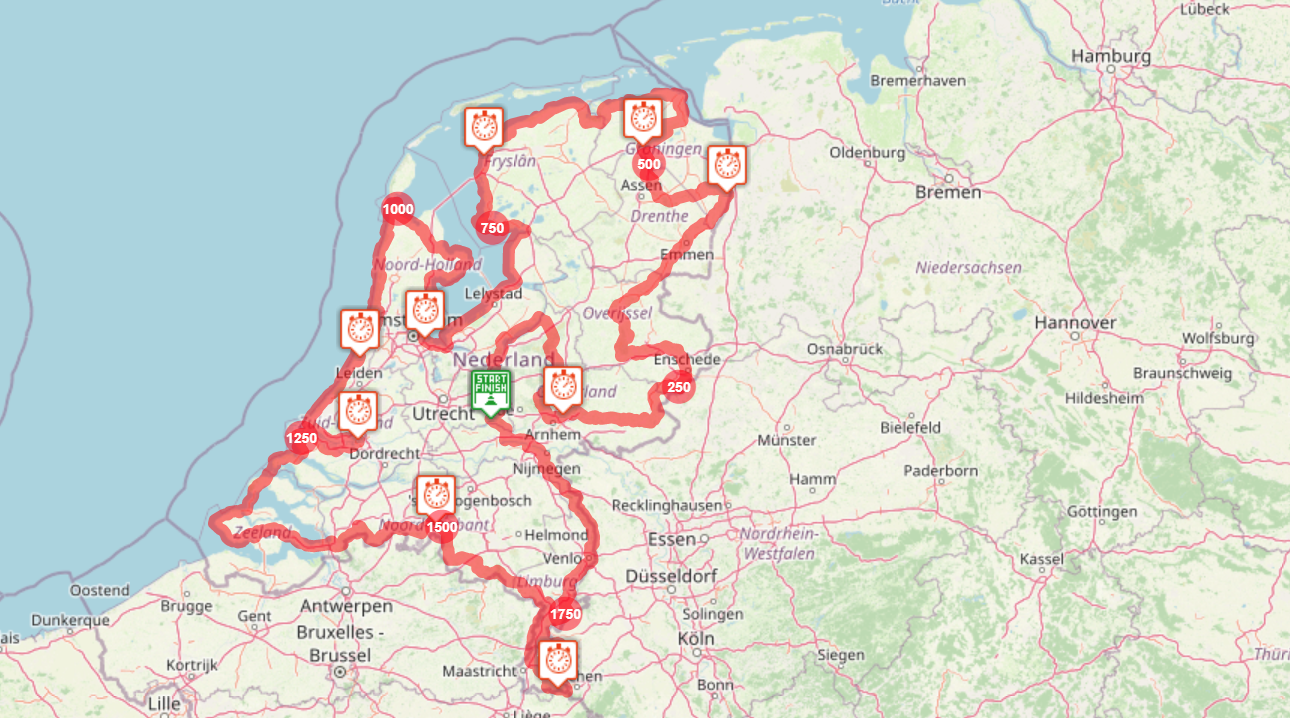 Lübeck
Hamburg
Bremerhaven
Oldenburg
Bremen
Groningen
500
Fryslân
Assen
1000
Drenthe
750
Emmen
Noord-Holland
Niedersachsen
Lelystad
Overijssel
Hannover
Wolfsburg
Osnabrück
Nederland
Enschede
Braunschweig
Leiden
START
FINISH
250
Hildesheim
Utrecht
Bielefeld
1250
Arnhem
Münster
Dordrecht
Nijmegen
Paderborn
Hamm
Recklinghausen
Göttingen
Zeeland
1500
Helmond
Essen
Nordrhein-
Westfalen
Venlo
Kassel
Limburg
Düsseldorf
Oostend
Brugge
Antwerpen
Gent
Dunkerque
1750
Solingen
Bruxelles -
Brussel
Köln
Siegen
Kortrijk
Maastricht
Bonn
Lille
Liège